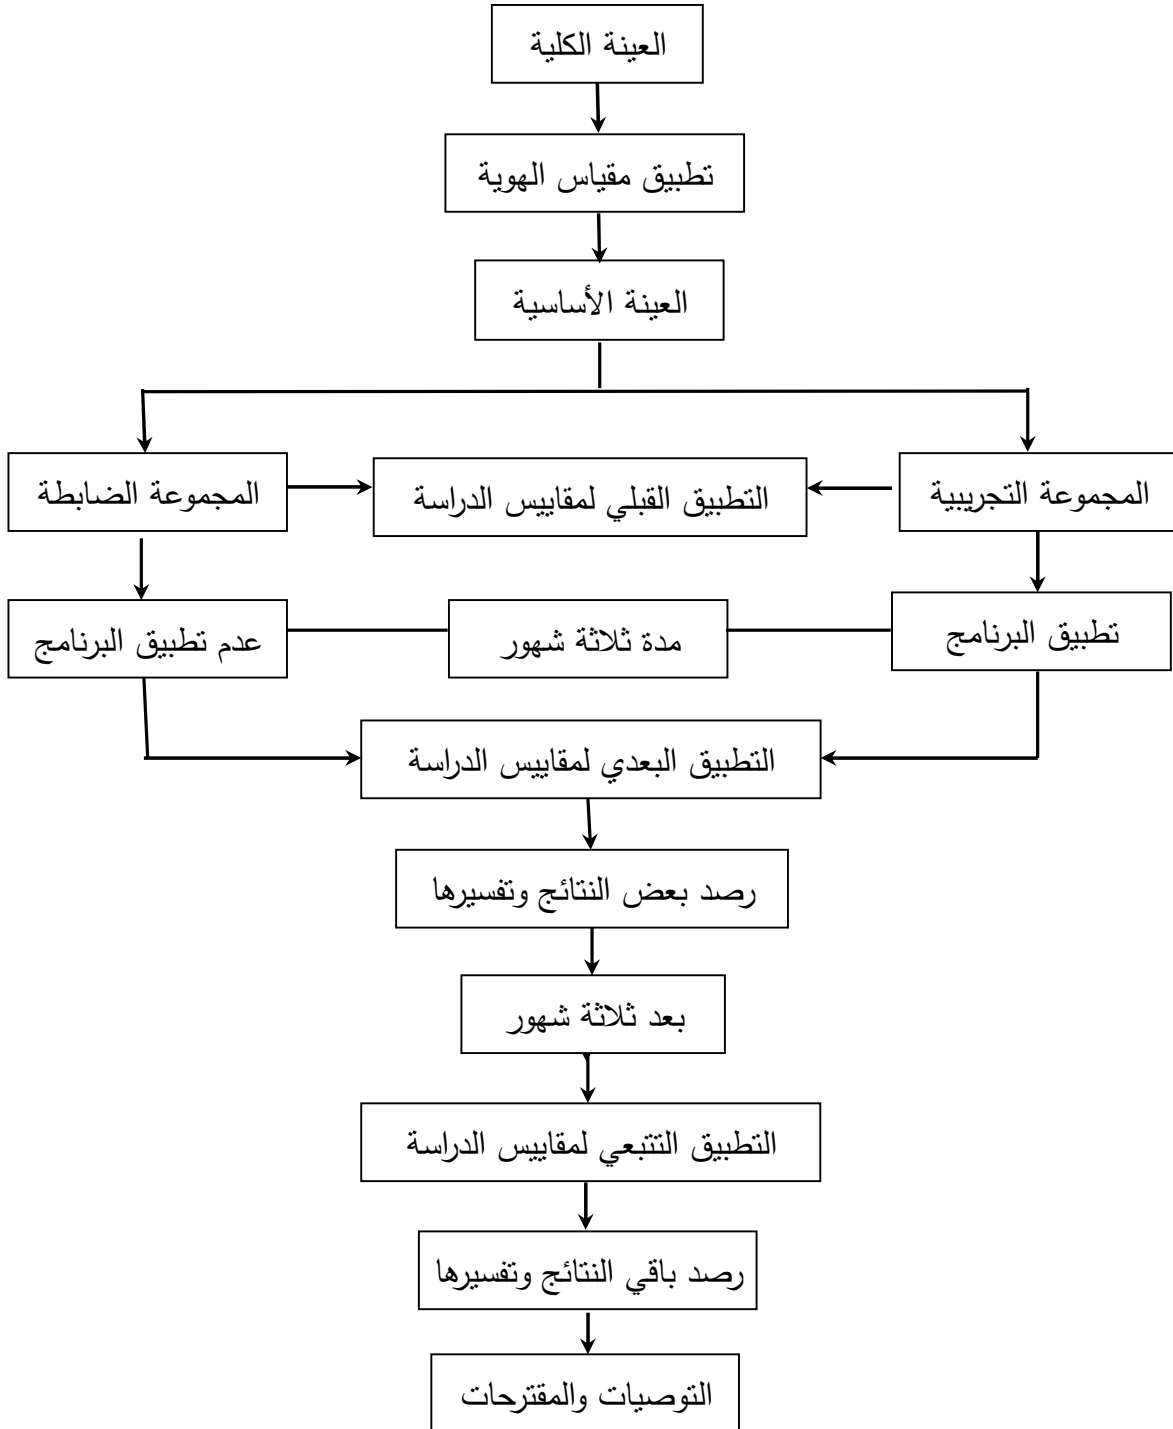 العينة الكلية
تطبيق مقياس الهوية
العينة الأساسية
المجموعة التجريبية
التطبيق القبلي لمقاييس الدراسة
المجموعة الضابطة
تطبيق البرنامج
مدة ثلاثة شهور
عدم تطبيق البرنامج
التطبيق البعدي لمقاييس الدراسة
رصد بعض النتائج وتفسيرها
بعد ثلاثة شهور
التطبيق التتبعي لمقاييس الدراسة
رصد باقي النتائج وتفسيرها
التوصيات والمقترحات